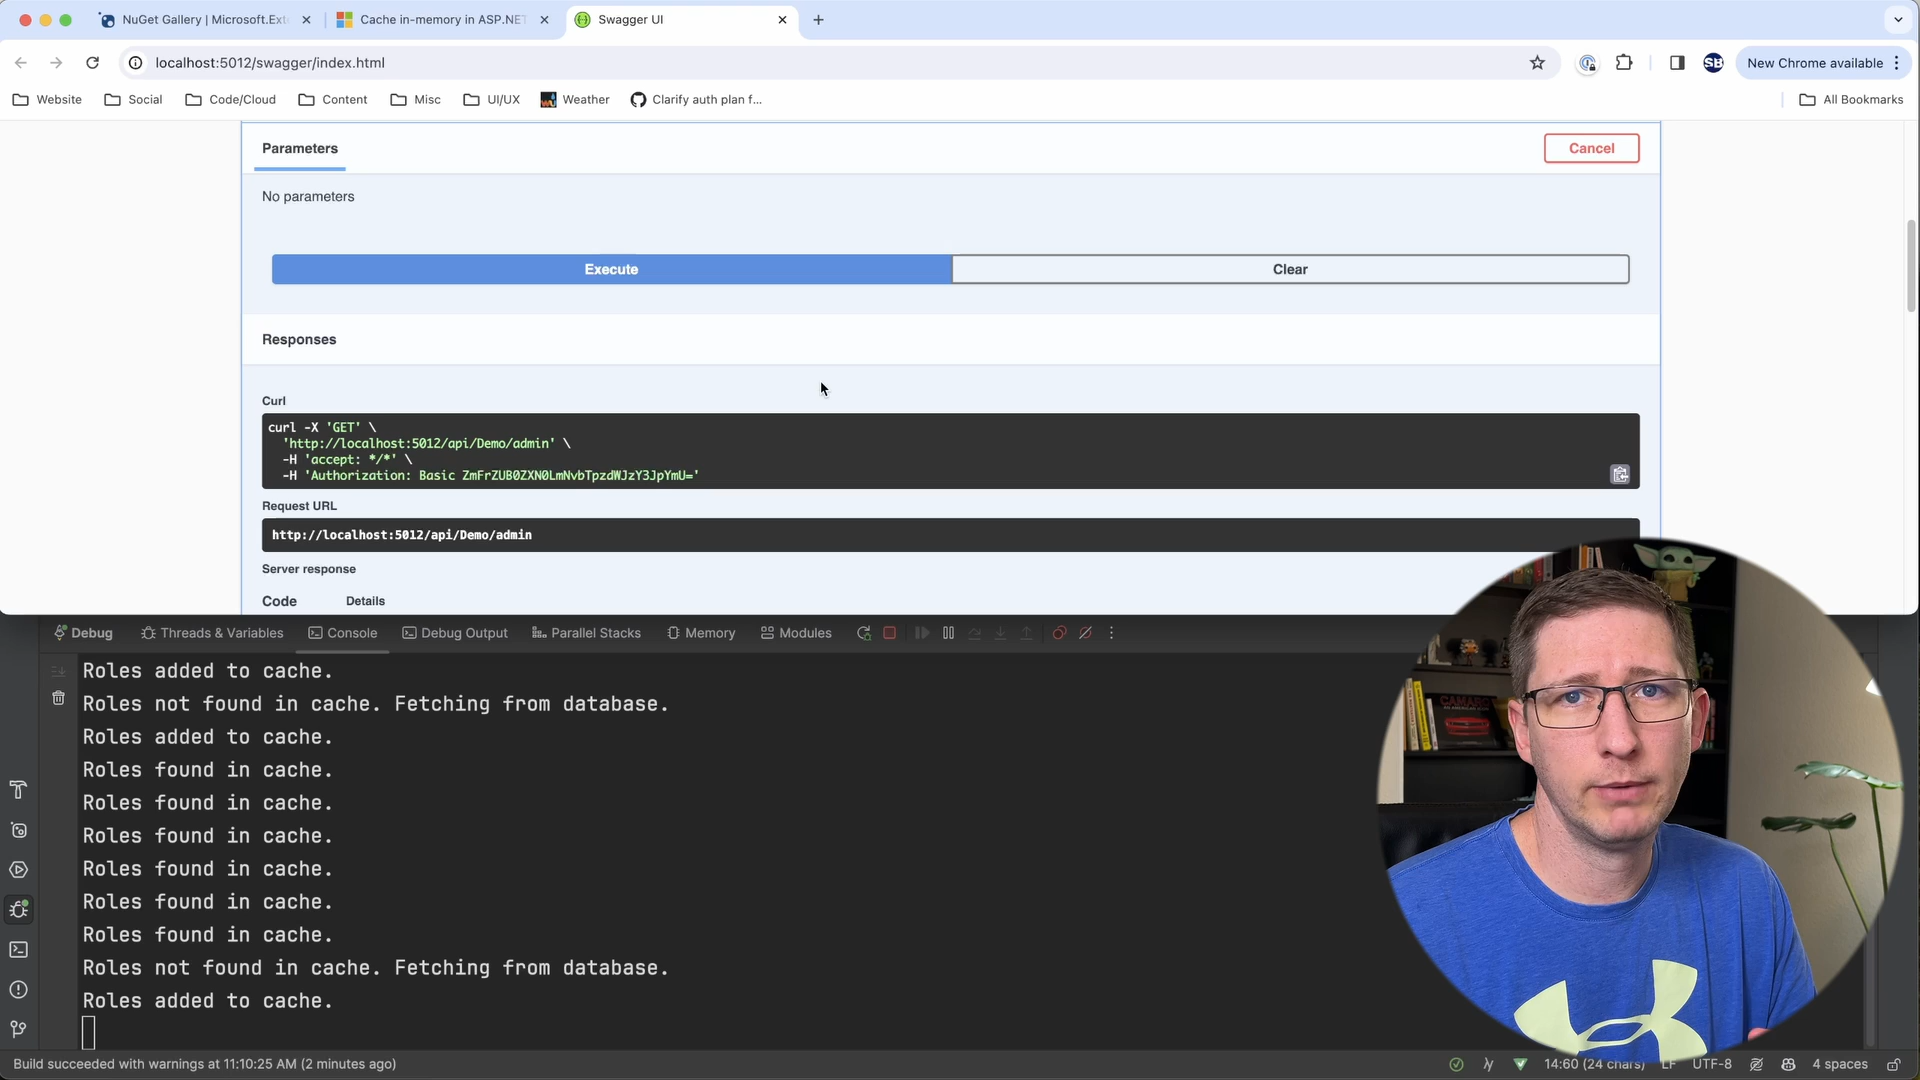 NuGet Gallery | Microsoft.Ext
Cache in-memory in ASP.NET
Swagger UI
localhost:5012/swagger/index.html
SB
New Chrome available
Website
Social
Code/Cloud
Content
Misc
UI/UX
Weather
Clarify auth plan f...
All Bookmarks
Parameters
Cancel
No parameters
Execute
Clear
Responses
Curl
curl -X 'GET' \
'http://localhost:5012/api/Demo/admin' \
-H 'accept: */*' \
-H 'Authorization: Basic ZmFrZUB0ZXN0LmNvbTpzdWJzY3JpYmU='
Request URL
http://localhost:5012/api/Demo/admin
Server response
Code
Details
Debug
Threads & Variables
Console
Debug Output
Parallel Stacks
Memory
Modules
Roles added to cache.
Roles not found in cache. Fetching from database.
Roles added to cache.
Roles found in cache.
Roles found in cache.
Roles found in cache.
Roles found in cache.
Roles found in cache.
Roles found in cache.
Roles not found in cache. Fetching from database.
Roles added to cache.
CAMARO
Build succeeded with warnings at 11:10:25 AM (2 minutes ago)
14:60 (24 chars)
LF
UTF-8
4 spaces